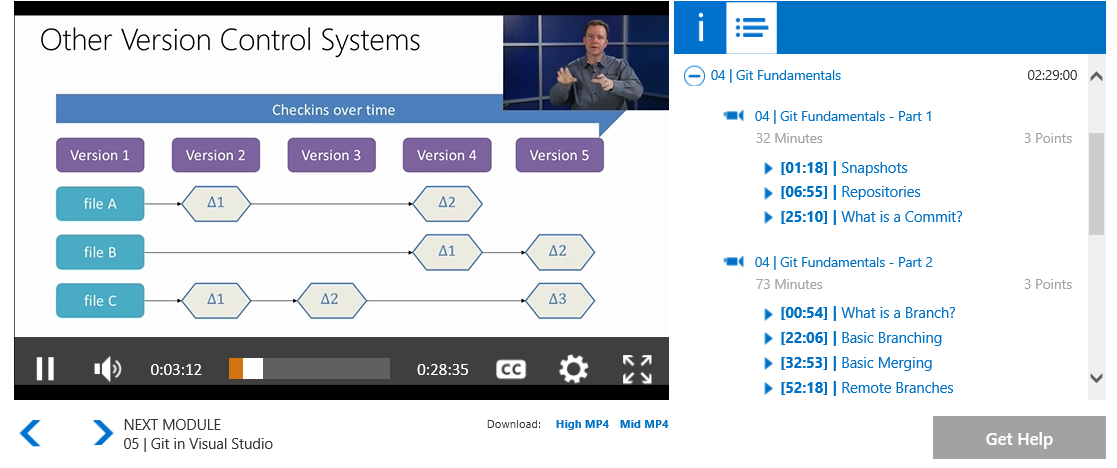 Other Version Control Systems
Checkins over time
Version 1 Version 2 Version 3 Version 4 Version 5
file A Δ1 Δ2
file B Δ1 Δ2
file C Δ1 Δ2 Δ3
0:03:12 0:28:35 CC
NEXT MODULE
05 | Git in Visual Studio
Download: High MP4 Mid MP4
i
04 | Git Fundamentals 02:29:00
04 | Git Fundamentals - Part 1
32 Minutes 3 Points
[01:18] | Snapshots
[06:55] | Repositories
[25:10] | What is a Commit?
04 | Git Fundamentals - Part 2
73 Minutes 3 Points
[00:54] | What is a Branch?
[22:06] | Basic Branching
[32:53] | Basic Merging
[52:18] | Remote Branches
Get Help